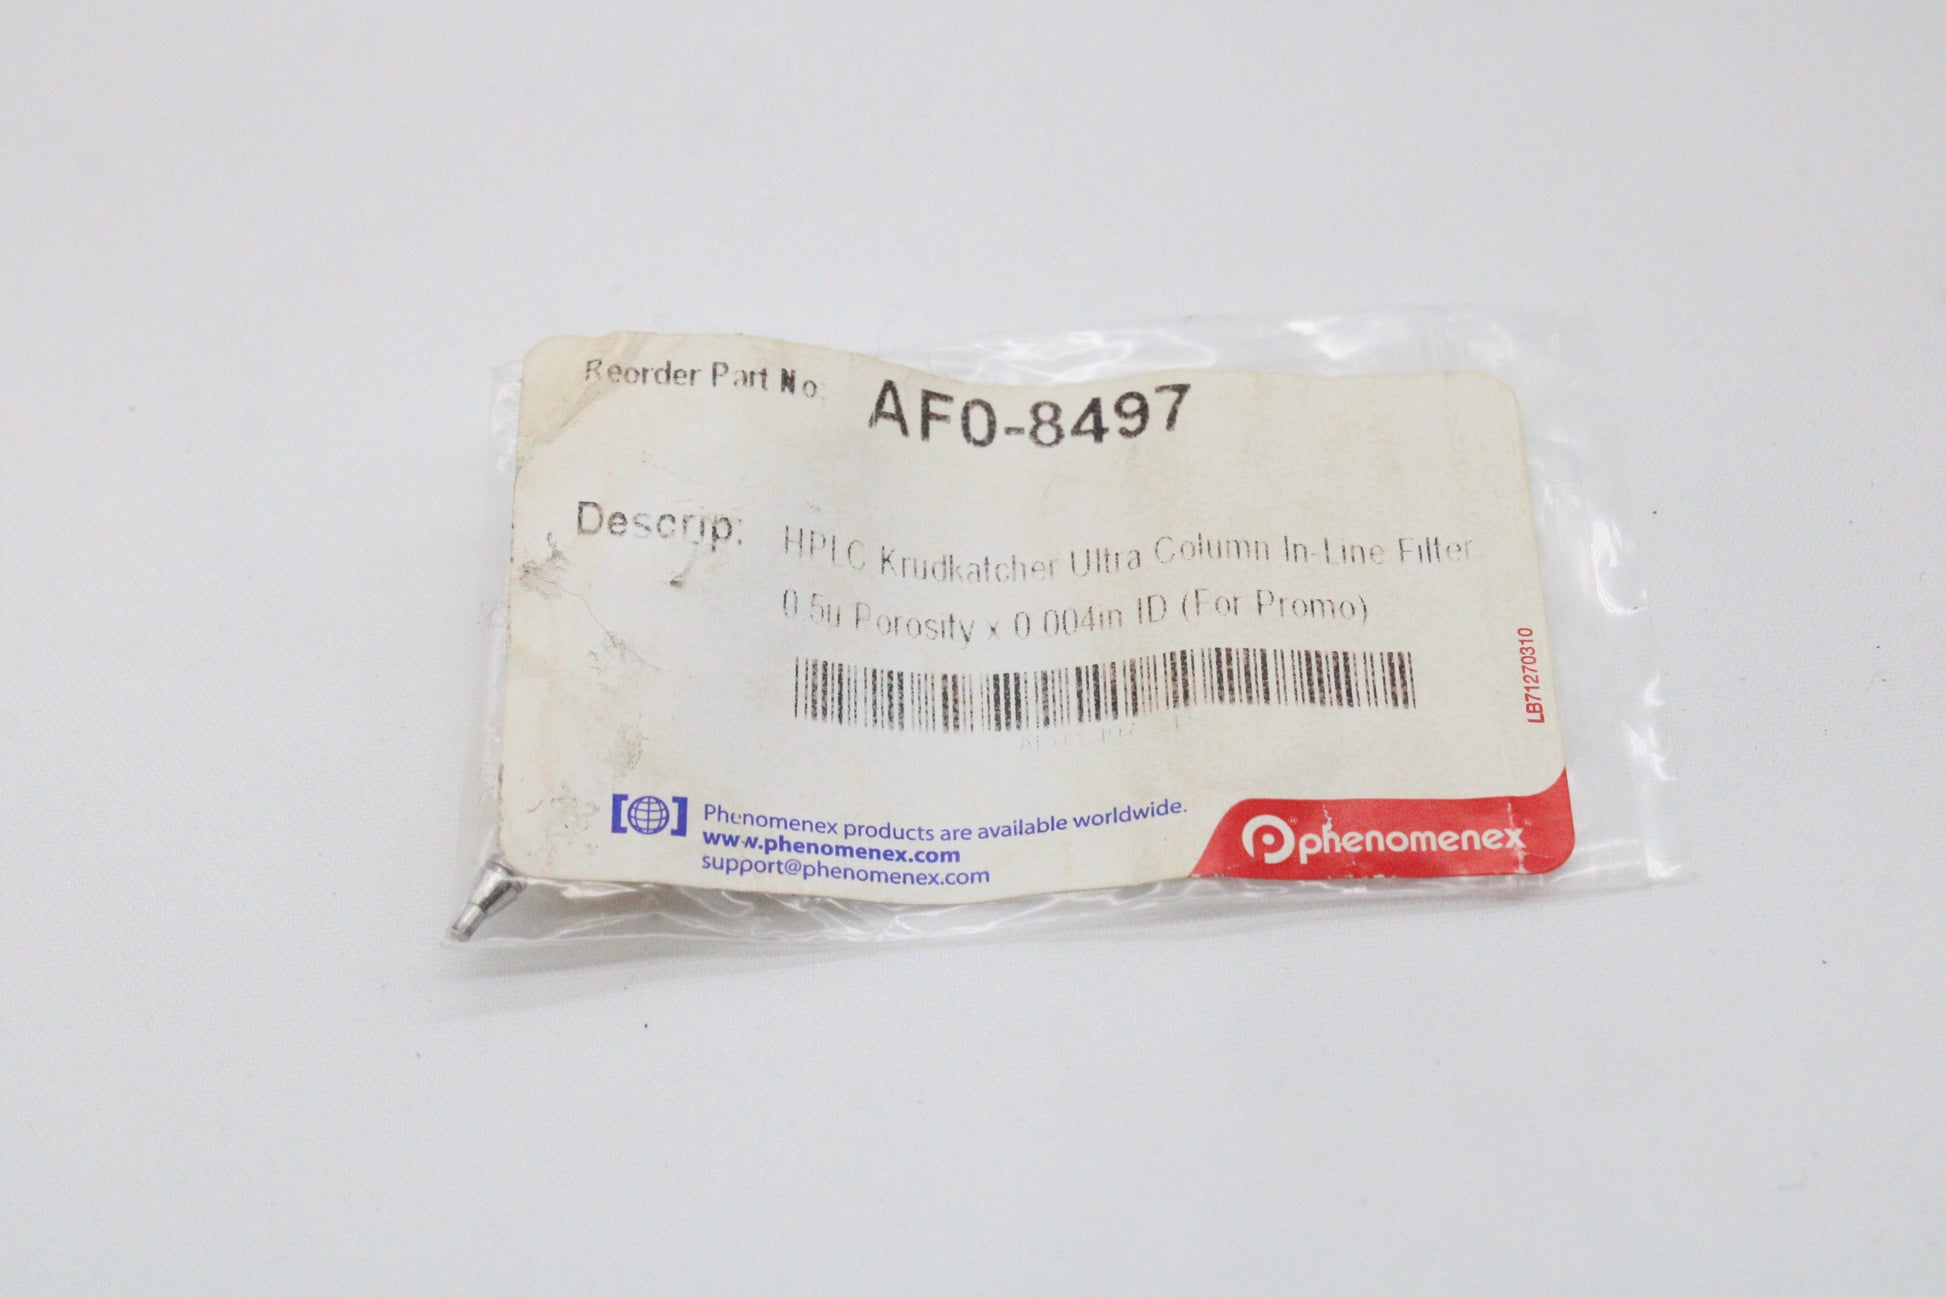 Reorder Part No: AF0-8497
Descrip: HPLC Krudkatcher Ultra Column In-Line Filter,
0.5u Porosity x 0.004in ID (For Promo)
LB71270310
Phenomenex products are available worldwide.
www.phenomenex.com
support@phenomenex.com
phenomenex®